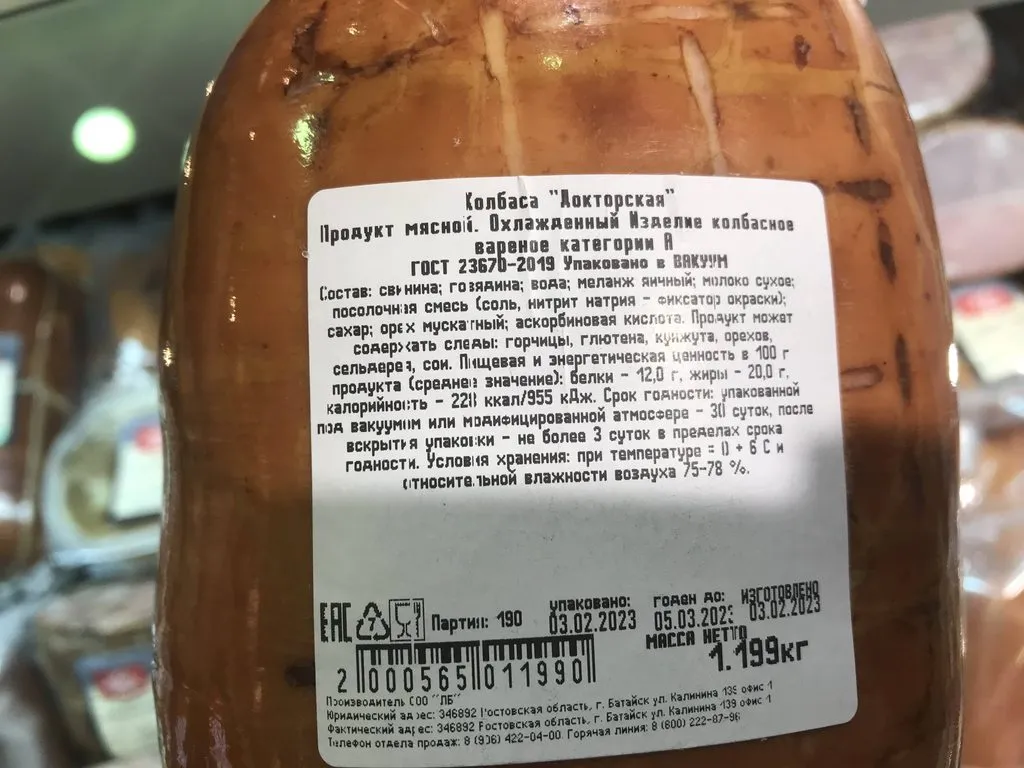 Колбаса "Докторская"
Продукт мясной. Охлажденный Изделие колбасное
вареное категории А
ГОСТ 23670-2019 Упаковано в ВАКУУМ
Состав: свинина; говядина; вода; меланж яичный; молоко сухое;
посолочная смесь (соль, нитрит натрия - фиксатор окраски);
сахар; орех мускатный; аскорбиновая кислота. Продукт может
содержать следы: горчицы, глютена, кунжута, орехов,
сельдерея, сои. Пищевая и энергетическая ценность в 100 г
продукта (среднее значение): белки - 12,0 г, жиры - 20,0 г,
калорийность - 228 ккал/955 кДж. Срок годности: упакованной
под вакуумом или модифицированной атмосфере - 30 суток, после
вскрытия упаковки - не более 3 суток в пределах срока
годности. Условия хранения: при температуре = 0 + 6 С и
относительной влажности воздуха 75-78 %.
EAC Партия: 190 упаковано: годен до: изготовлено
03.02.2023 05.03.2023 03.02.2023
МАССА НЕТТО
1.199кг
2 000565 011990
Производитель ООО "ЛБ"
Юридический адрес: 346892 Ростовская область, г. Батайск ул. Калинина 139 офис 1
Фактический адрес: 346892 Ростовская область, г. Батайск ул. Калинина 139 офис 1
Телефон отдела продаж: 8 (906) 422-04-00. Горячая линия: 8 (800) 222-87-96